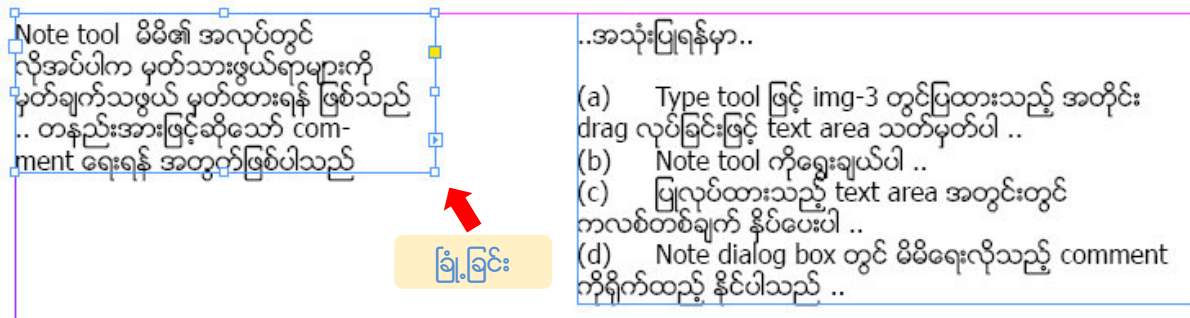 Note tool မိမိ၏ အလုပ်တွင်
လိုအပ်ပါက မှတ်သားဖွယ်ရာများကို
မှတ်ချက်သဖွယ် မှတ်ထားရန် ဖြစ်သည်
.. တနည်းအားဖြင့်ဆိုသော် com-
ment ရေးရန် အတွက်ဖြစ်ပါသည်
ခြုံ့ခြင်း
..အသုံးပြုရန်မှာ..
(a) Type tool ဖြင့် img-3 တွင်ပြထားသည့် အတိုင်း
drag လုပ်ခြင်းဖြင့် text area သတ်မှတ်ပါ ..
(b) Note tool ကိုရွေးချယ်ပါ ..
(c) ပြုလုပ်ထားသည့် text area အတွင်းတွင်
ကလစ်တစ်ချက် နှိပ်ပေးပါ ..
(d) Note dialog box တွင် မိမိရေးလိုသည့် comment
ကိုရိုက်ထည့် နိုင်ပါသည် ..